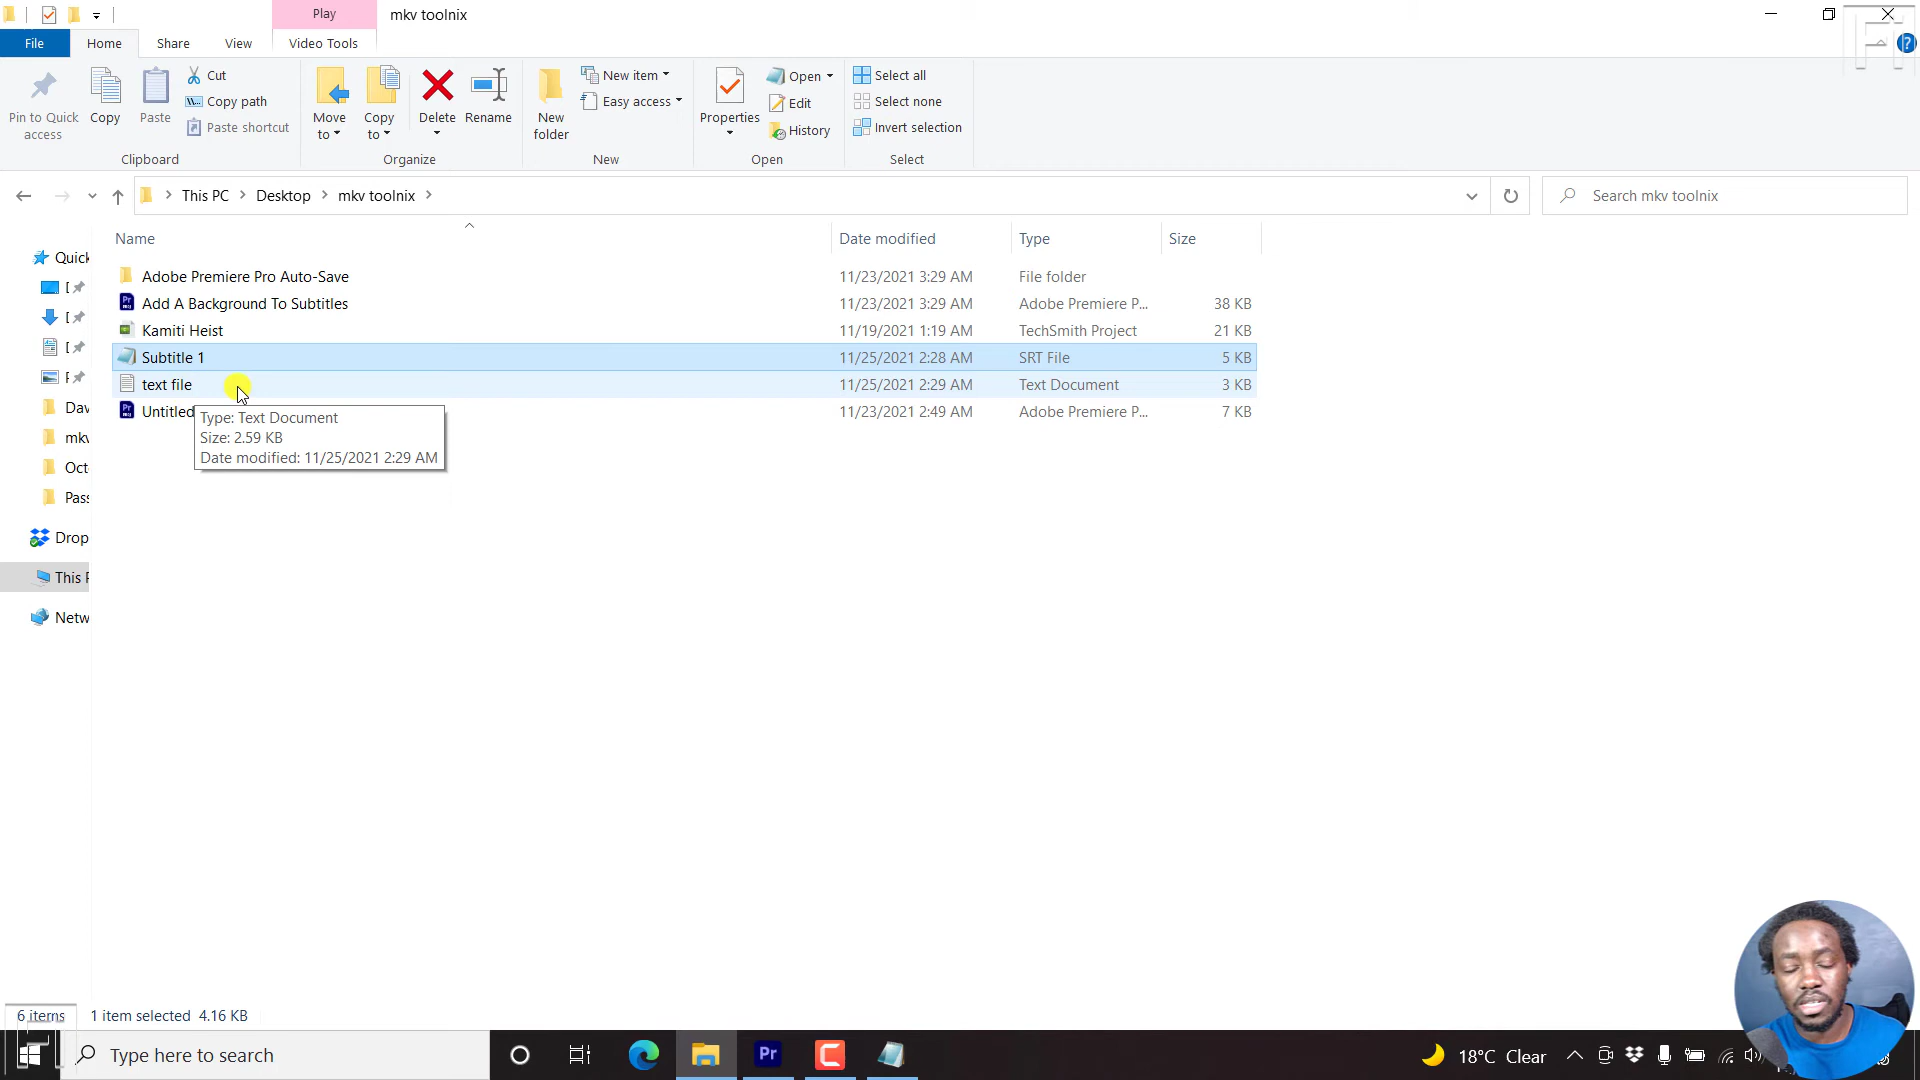 Play
mkv toolnix
File
Home
Share
View
Video Tools
Pin to Quick
access
Copy
Paste
Cut
Copy path
Paste shortcut
Clipboard
Move
to
Copy
to
Delete
Rename
Organize
New
folder
New item
Easy access
New
Properties
Open
Edit
History
Open
Select all
Select none
Invert selection
Select
This PC
Desktop
mkv toolnix
Search mkv toolnix
Name
Date modified
Type
Size
Adobe Premiere Pro Auto-Save 11/23/2021 3:29 AM File folder
Add A Background To Subtitles 11/23/2021 3:29 AM Adobe Premiere P... 38 KB
Kamiti Heist 11/19/2021 1:19 AM TechSmith Project 21 KB
Subtitle 1 11/25/2021 2:28 AM SRT File 5 KB
text file 11/25/2021 2:29 AM Text Document 3 KB
Untitled 11/23/2021 2:49 AM Adobe Premiere P... 7 KB
Type: Text Document
Size: 2.59 KB
Date modified: 11/25/2021 2:29 AM
Quick
Dav
mkv
Oct
Pass
Drop
This P
Netw
6 items 1 item selected 4.16 KB
Type here to search
Pr
18°C Clear